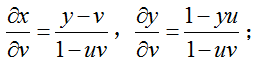 ∂x/∂v = (y − v)/(1 − uv), ∂y/∂v = (1 − yu)/(1 − uv);